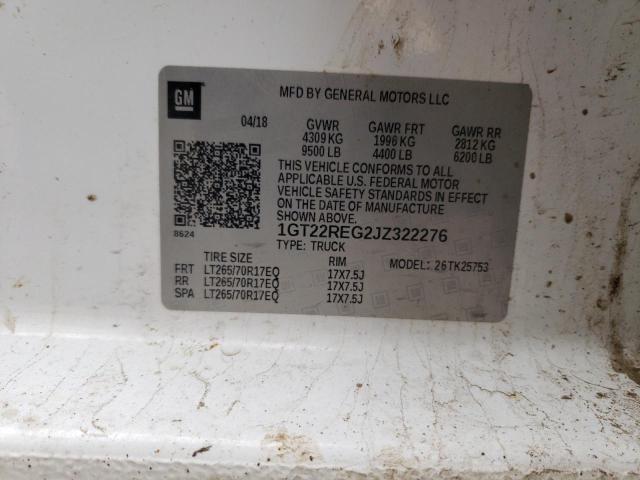 GM
MFD BY GENERAL MOTORS LLC
04/18 GVWR GAWR FRT GAWR RR
4309 KG 1996 KG 2812 KG
9500 LB 4400 LB 6200 LB
THIS VEHICLE CONFORMS TO ALL
APPLICABLE U.S. FEDERAL MOTOR
VEHICLE SAFETY STANDARDS IN EFFECT
ON THE DATE OF MANUFACTURE
SHOWN ABOVE.
8624
1GT22REG2JZ322276
TYPE: TRUCK
TIRE SIZE RIM MODEL: 26TK25753
FRT LT265/70R17EQ 17X7.5J
RR LT265/70R17EQ 17X7.5J
SPA LT265/70R17EQ 17X7.5J